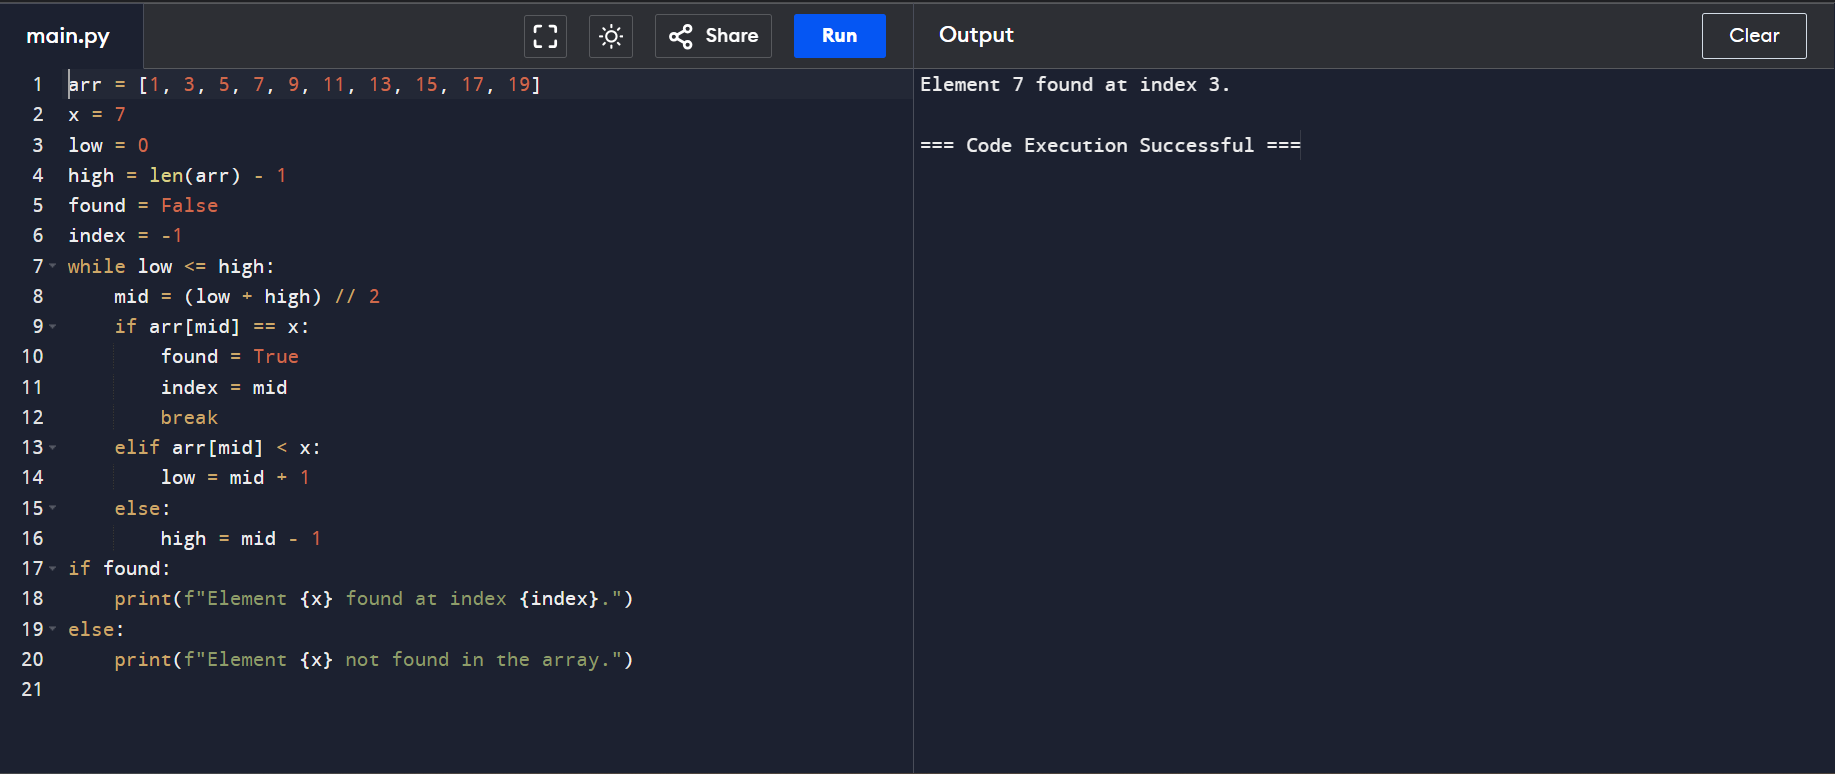 main.py
Share
Run
Output
Clear
1 arr = [1, 3, 5, 7, 9, 11, 13, 15, 17, 19]
2 x = 7
3 low = 0
4 high = len(arr) - 1
5 found = False
6 index = -1
7 while low <= high:
8     mid = (low + high) // 2
9     if arr[mid] == x:
10         found = True
11         index = mid
12         break
13     elif arr[mid] < x:
14         low = mid + 1
15     else:
16         high = mid - 1
17 if found:
18     print(f"Element {x} found at index {index}.")
19 else:
20     print(f"Element {x} not found in the array.")
21
Element 7 found at index 3.
=== Code Execution Successful ===